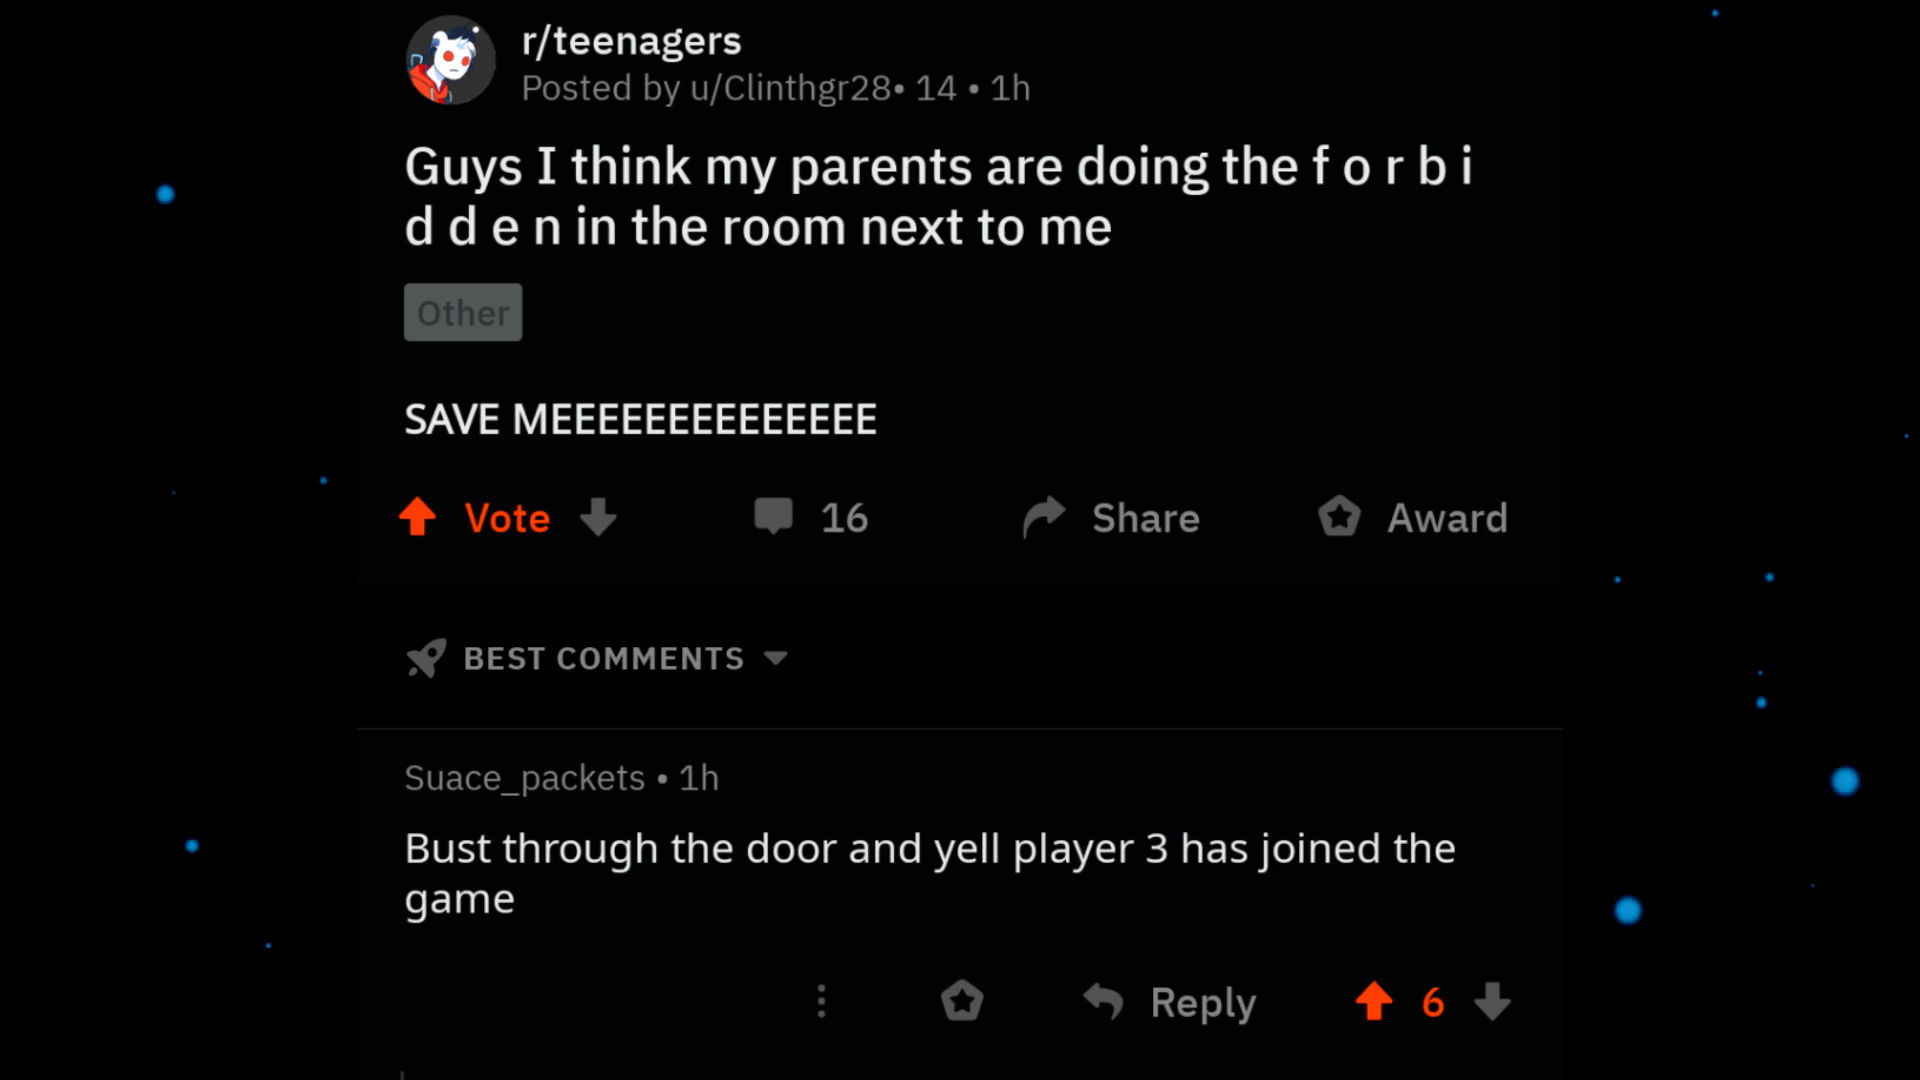 r/teenagers
Posted by u/Clinthgr28• 14 • 1h
Guys I think my parents are doing the f o r b i
d d e n in the room next to me
Other
SAVE MEEEEEEEEEEEEEE
Vote 16 Share Award
BEST COMMENTS
Suace_packets • 1h
Bust through the door and yell player 3 has joined the
game
Reply 6